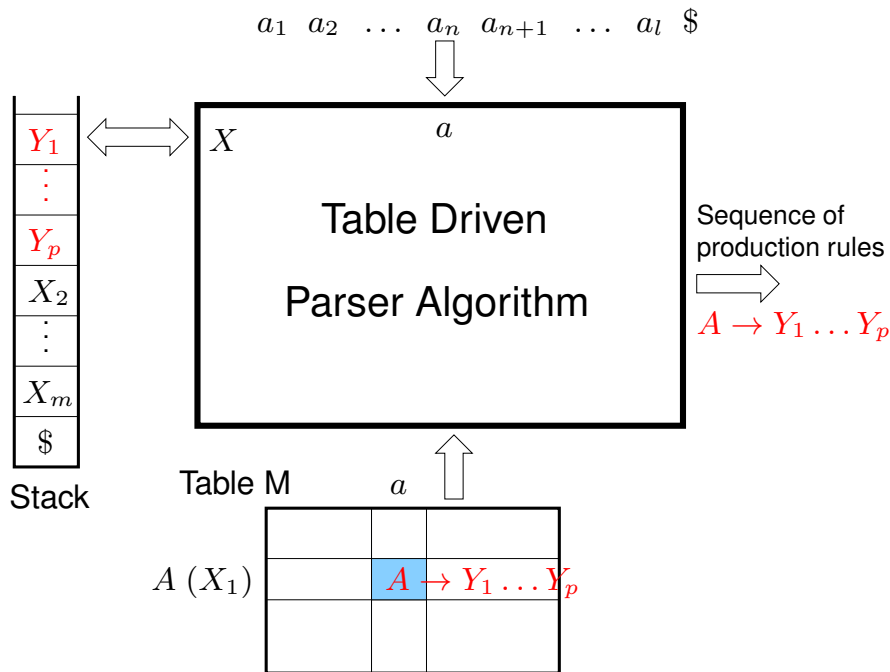 a₁ a₂ … aₙ aₙ₊₁ … aₗ $
Y₁
⋮
Yₚ
X₂
⋮
Xₘ
$
Stack
X
a
Table Driven
Parser Algorithm
Sequence of
production rules
A → Y₁ … Yₚ
Table M
a
A (X₁)
A → Y₁ … Yₚ